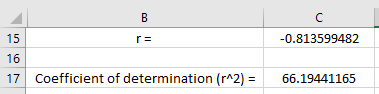 B C
15 r = -0.813599482
16
17 Coefficient of determination (r^2) = 66.19441165